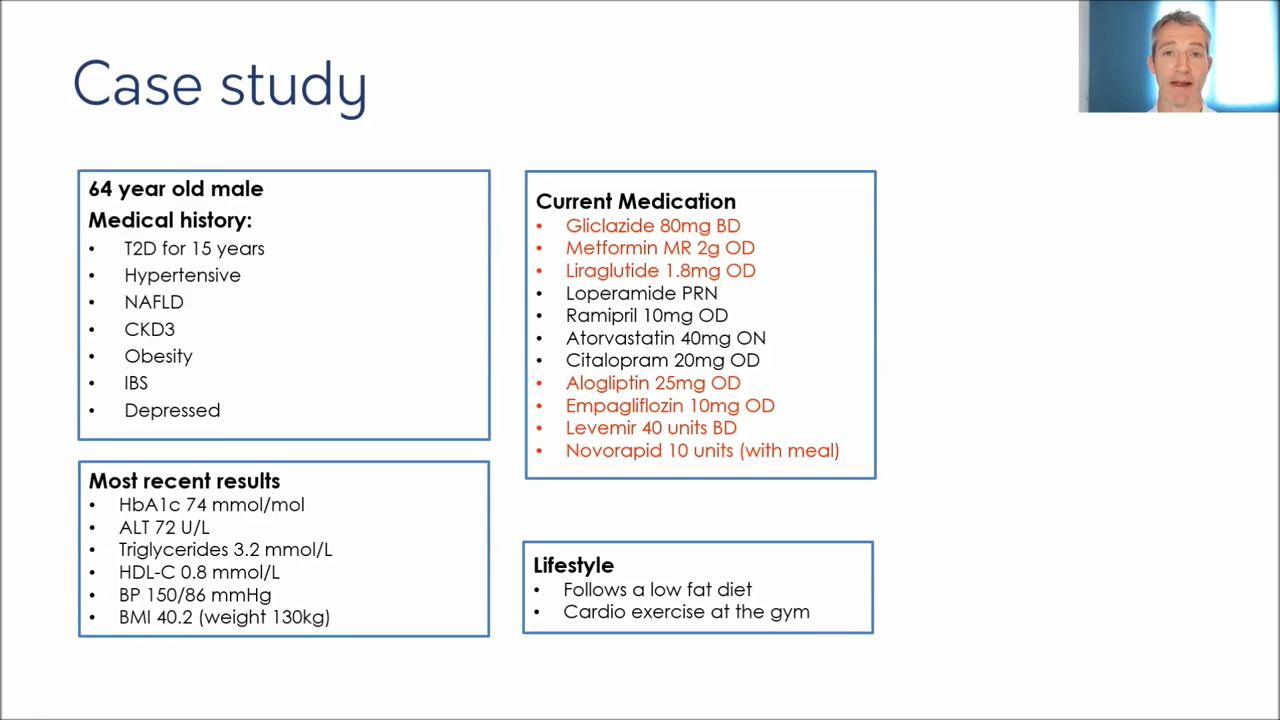 Case study
64 year old male
Medical history:
• T2D for 15 years
• Hypertensive
• NAFLD
• CKD3
• Obesity
• IBS
• Depressed
Most recent results
• HbA1c 74 mmol/mol
• ALT 72 U/L
• Triglycerides 3.2 mmol/L
• HDL-C 0.8 mmol/L
• BP 150/86 mmHg
• BMI 40.2 (weight 130kg)
Current Medication
• Gliclazide 80mg BD
• Metformin MR 2g OD
• Liraglutide 1.8mg OD
• Loperamide PRN
• Ramipril 10mg OD
• Atorvastatin 40mg ON
• Citalopram 20mg OD
• Alogliptin 25mg OD
• Empagliflozin 10mg OD
• Levemir 40 units BD
• Novorapid 10 units (with meal)
Lifestyle
• Follows a low fat diet
• Cardio exercise at the gym